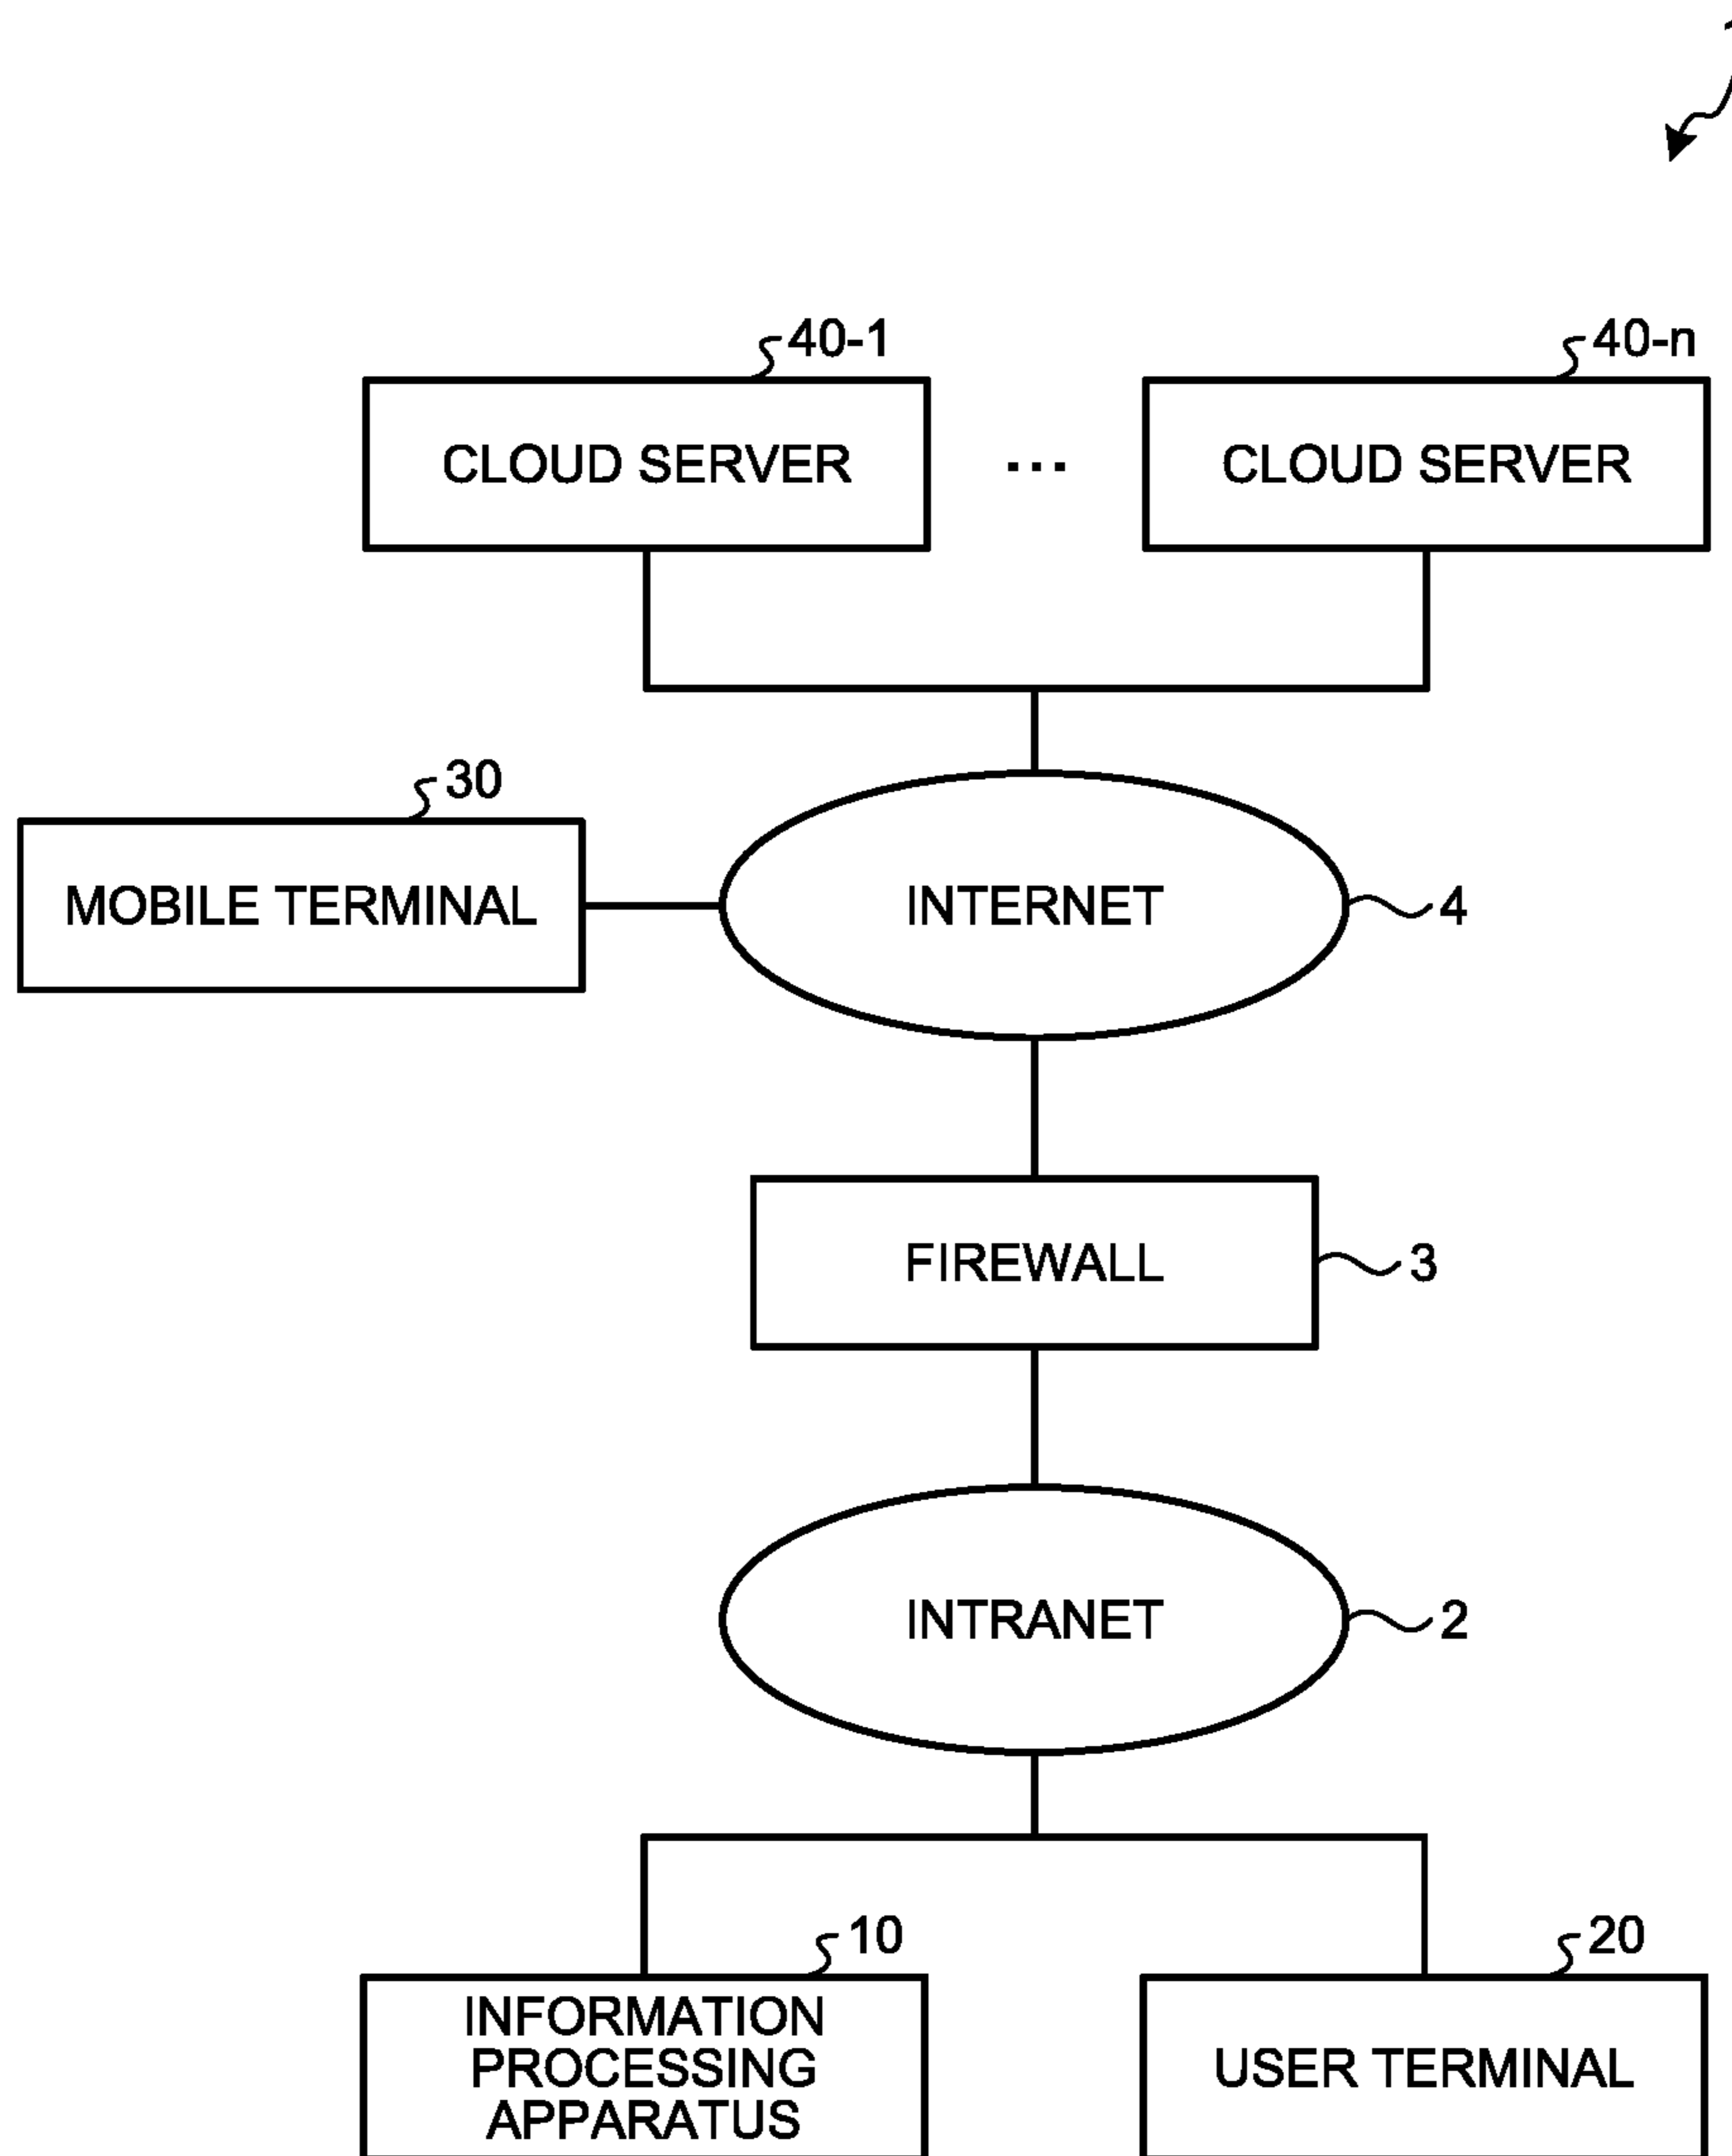 40-1
40-n
CLOUD SERVER
...
CLOUD SERVER
30
MOBILE TERMINAL
INTERNET
4
FIREWALL
3
INTRANET
2
10
20
INFORMATION
PROCESSING
APPARATUS
USER TERMINAL